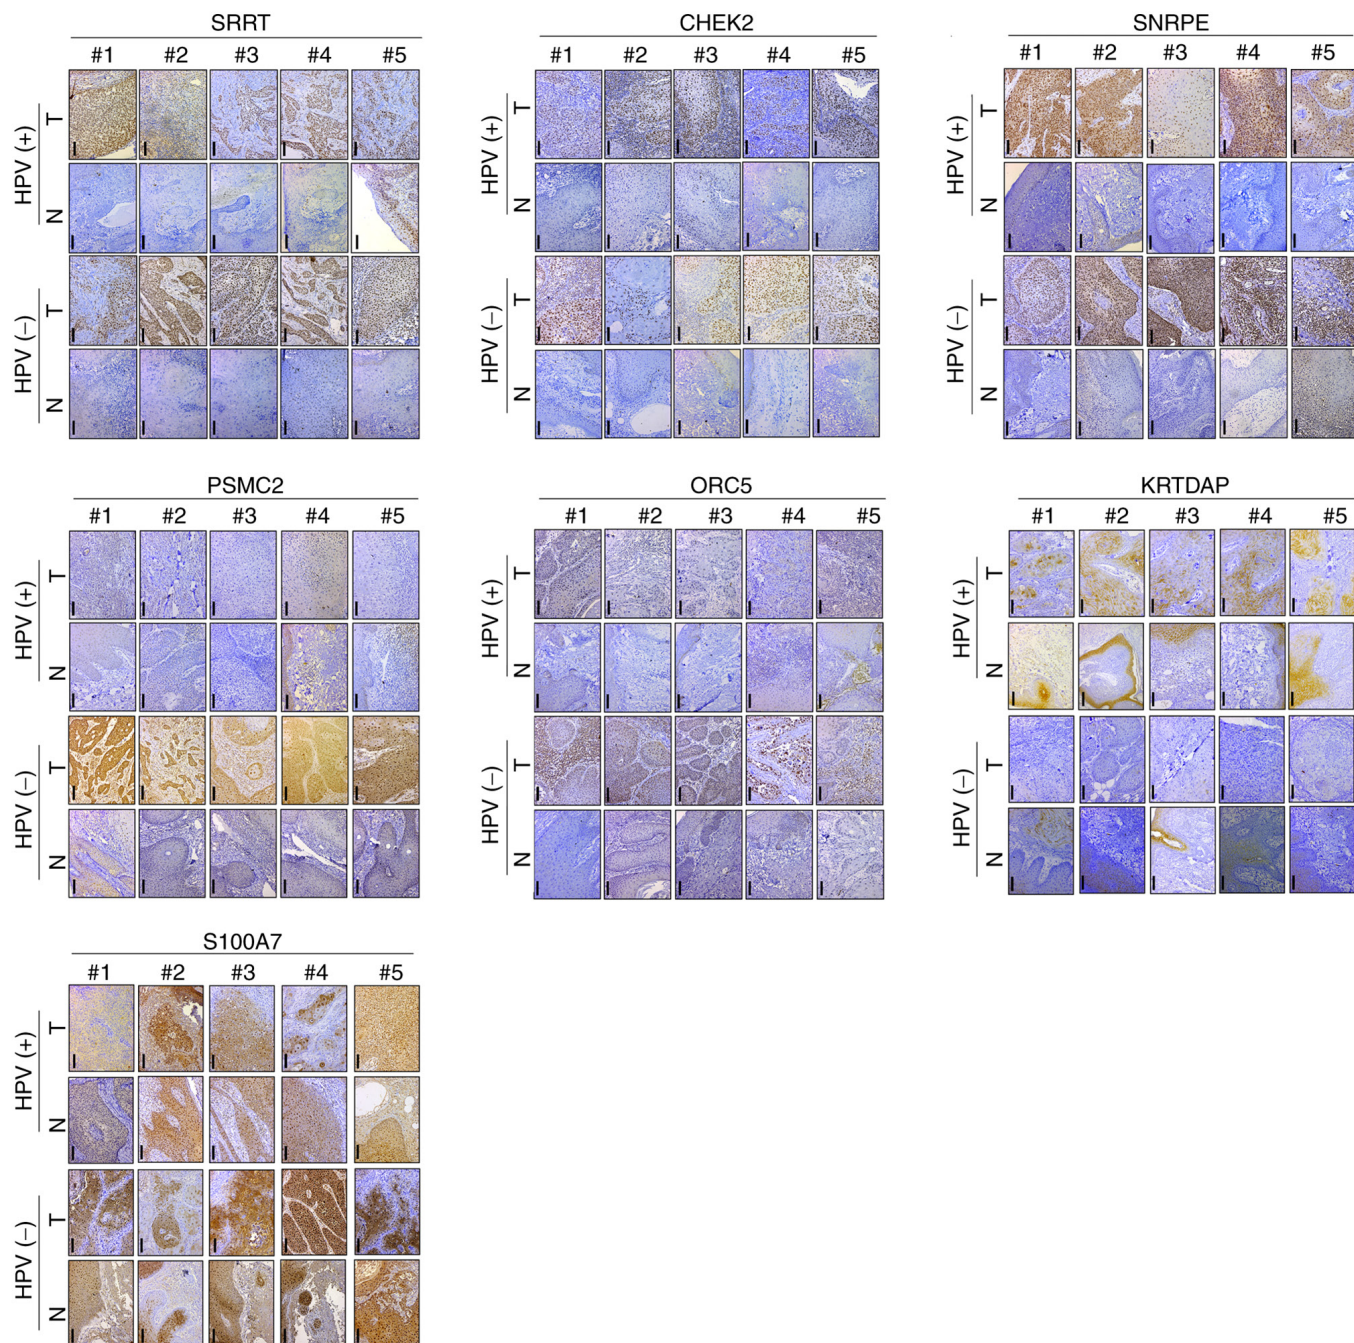 SRRT
#1 #2 #3 #4 #5
HPV (+)
T
N
HPV (–)
T
N
CHEK2
#1 #2 #3 #4 #5
HPV (+)
T
N
HPV (–)
T
N
SNRPE
#1 #2 #3 #4 #5
HPV (+)
T
N
HPV (–)
T
N
PSMC2
#1 #2 #3 #4 #5
HPV (+)
T
N
HPV (–)
T
N
ORC5
#1 #2 #3 #4 #5
HPV (+)
T
N
HPV (–)
T
N
KRTDAP
#1 #2 #3 #4 #5
HPV (+)
T
N
HPV (–)
T
N
S100A7
#1 #2 #3 #4 #5
HPV (+)
T
N
HPV (–)
T
N